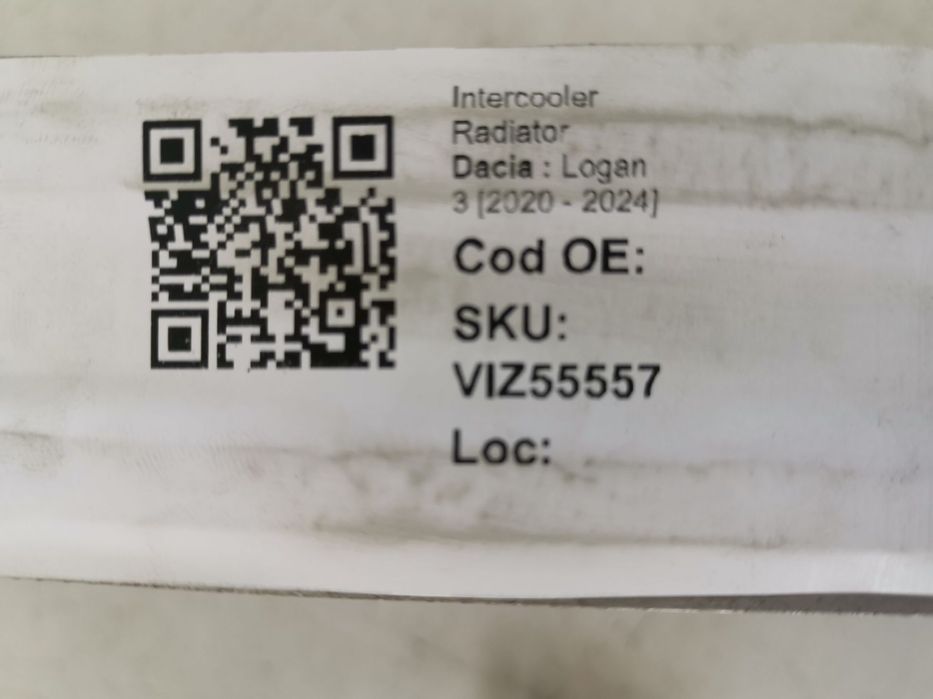 Intercooler
Radiator
Dacia : Logan
3 [2020 - 2024]
Cod OE:
SKU:
VIZ55557
Loc: